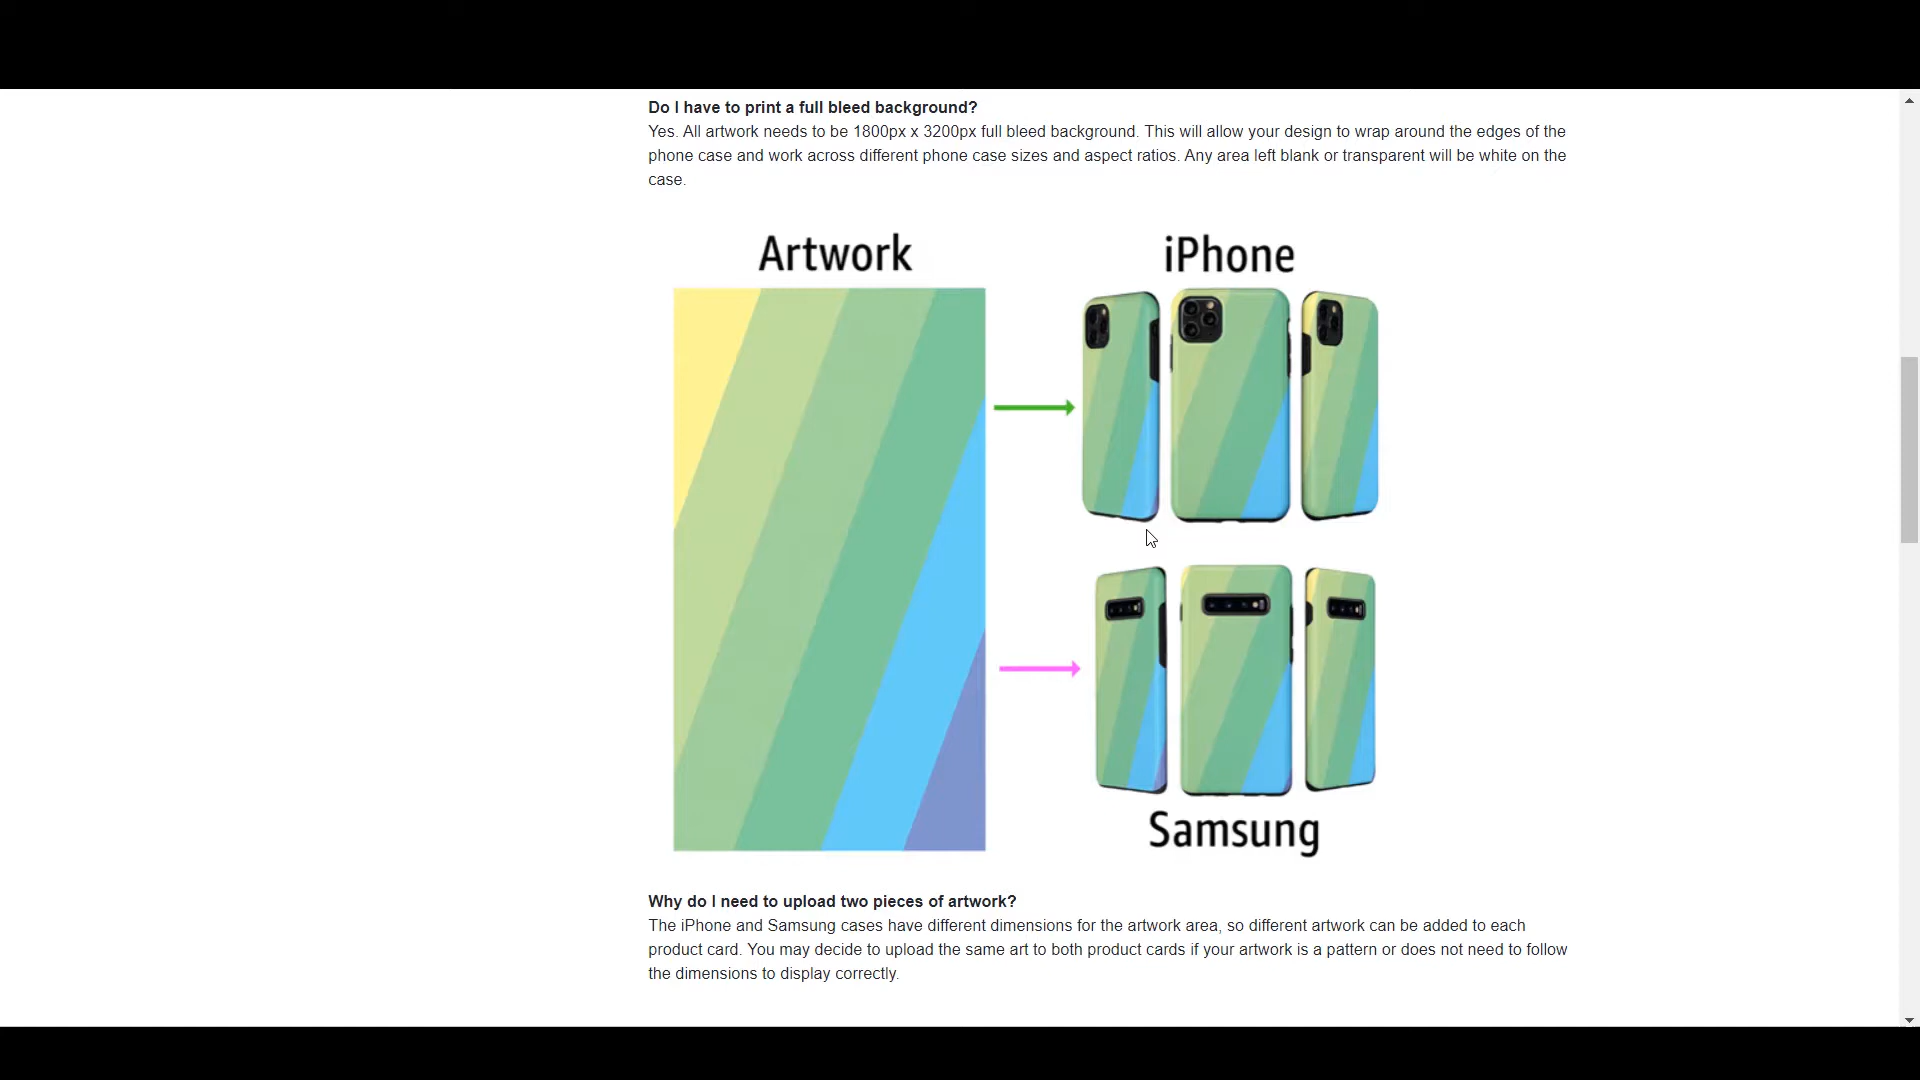 Do I have to print a full bleed background?
Yes. All artwork needs to be 1800px x 3200px full bleed background. This will allow your design to wrap around the edges of the
phone case and work across different phone case sizes and aspect ratios. Any area left blank or transparent will be white on the
case.
Artwork
iPhone
Samsung
Why do I need to upload two pieces of artwork?
The iPhone and Samsung cases have different dimensions for the artwork area, so different artwork can be added to each
product card. You may decide to upload the same art to both product cards if your artwork is a pattern or does not need to follow
the dimensions to display correctly.